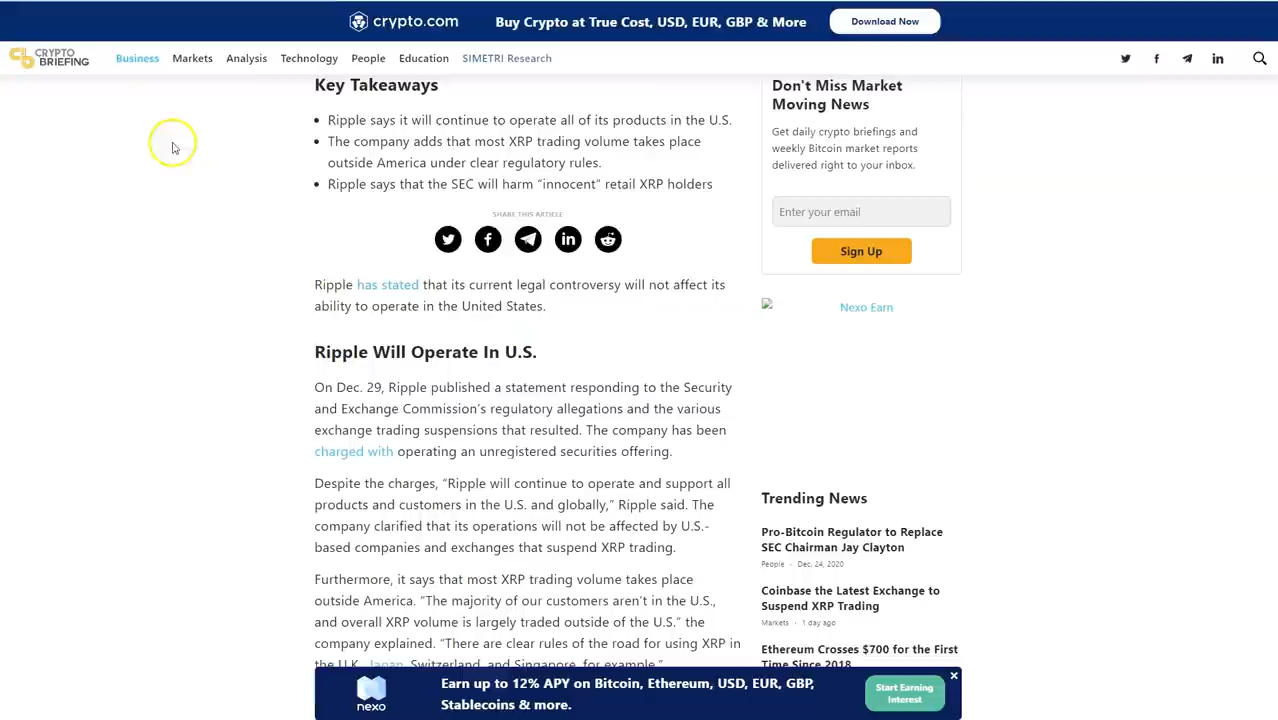 crypto.com
Buy Crypto at True Cost, USD, EUR, GBP & More
Download Now
CRYPTO
BRIEFING
Business
Markets
Analysis
Technology
People
Education
SIMETRI Research
Key Takeaways
• Ripple says it will continue to operate all of its products in the U.S.
• The company adds that most XRP trading volume takes place
outside America under clear regulatory rules.
• Ripple says that the SEC will harm “innocent” retail XRP holders
SHARE THIS ARTICLE
Ripple has stated that its current legal controversy will not affect its
ability to operate in the United States.
Ripple Will Operate In U.S.
On Dec. 29, Ripple published a statement responding to the Security
and Exchange Commission’s regulatory allegations and the various
exchange trading suspensions that resulted. The company has been
charged with operating an unregistered securities offering.
Despite the charges, “Ripple will continue to operate and support all
products and customers in the U.S. and globally,” Ripple said. The
company clarified that its operations will not be affected by U.S.-
based companies and exchanges that suspend XRP trading.
Furthermore, it says that most XRP trading volume takes place
outside America. “The majority of our customers aren’t in the U.S.,
and overall XRP volume is largely traded outside of the U.S.” the
company explained. “There are clear rules of the road for using XRP in
the U.K., Japan, Switzerland, and Singapore, for example.”
Don't Miss Market
Moving News
Get daily crypto briefings and
weekly Bitcoin market reports
delivered right to your inbox.
Enter your email
Sign Up
Nexo Earn
Trending News
Pro-Bitcoin Regulator to Replace
SEC Chairman Jay Clayton
People - Dec. 24, 2020
Coinbase the Latest Exchange to
Suspend XRP Trading
Markets - 1 day ago
Ethereum Crosses $700 for the First
Time Since 2018
nexo
Earn up to 12% APY on Bitcoin, Ethereum, USD, EUR, GBP,
Stablecoins & more.
Start Earning
Interest